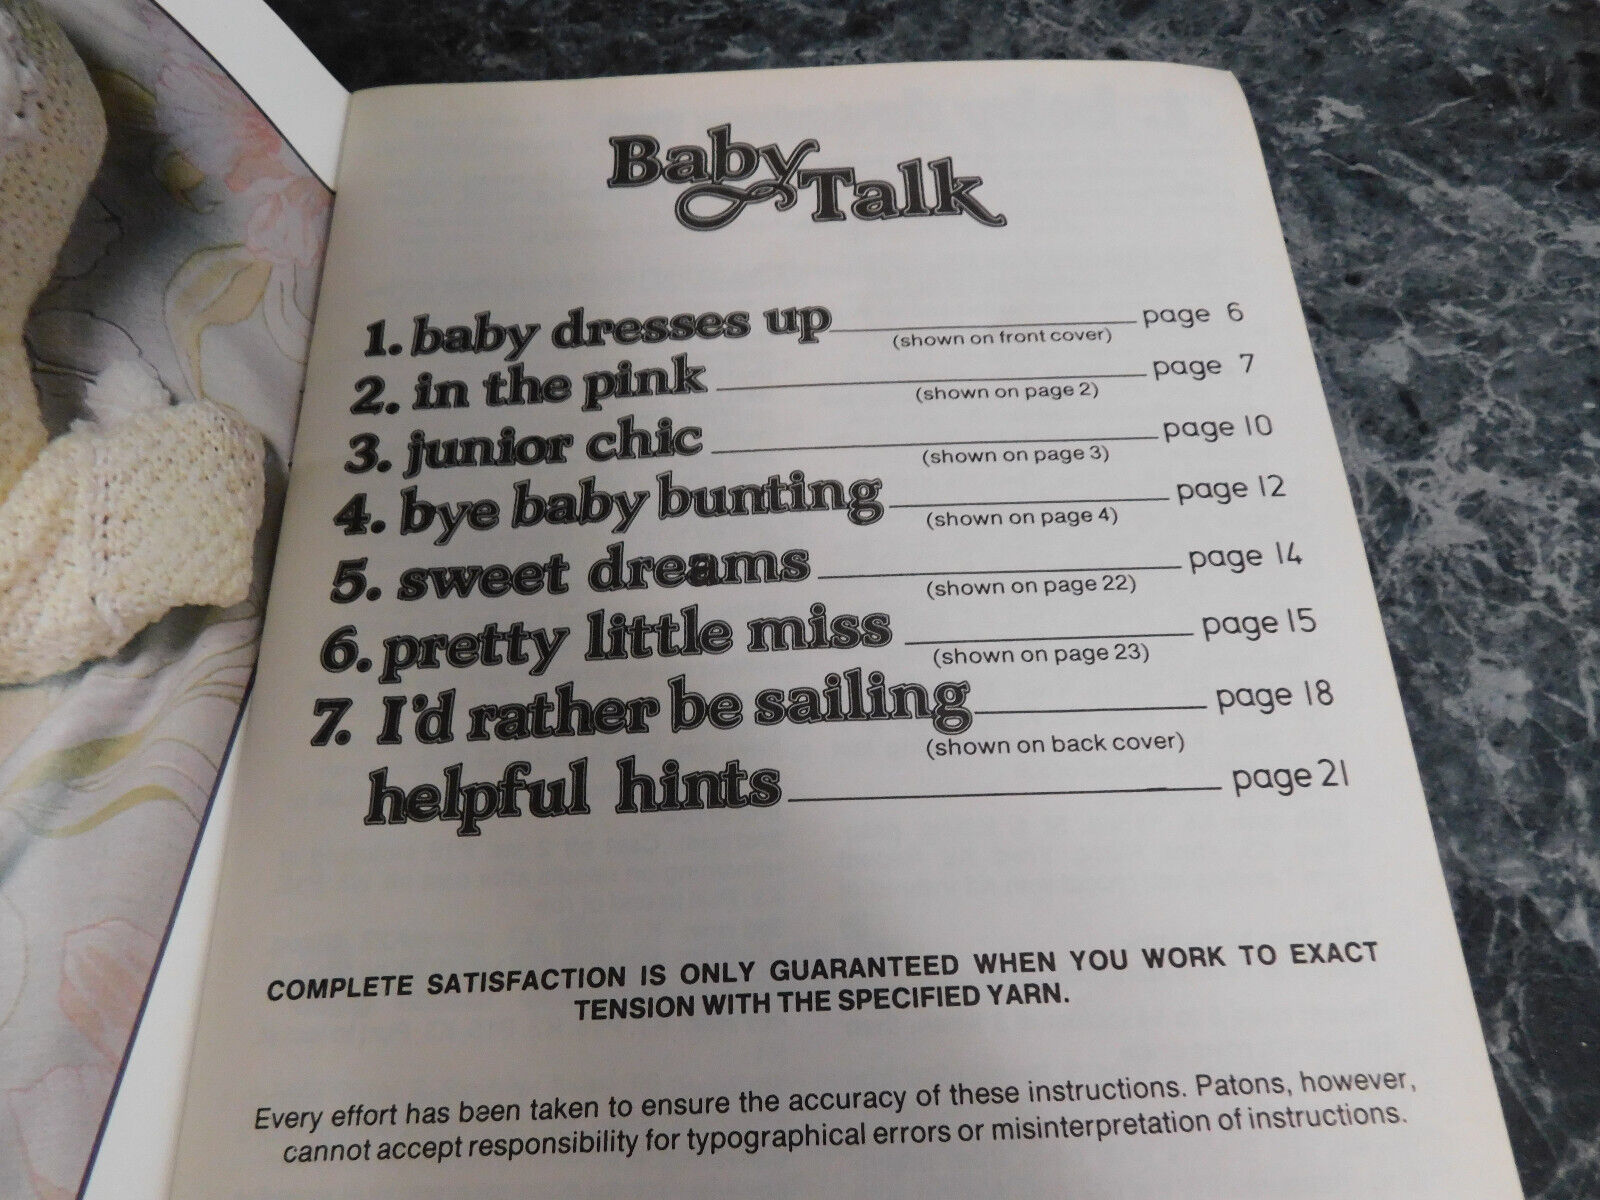 Baby Talk
1. baby dresses up page 6
(shown on front cover)
2. in the pink page 7
(shown on page 2)
3. junior chic page 10
(shown on page 3)
4. bye baby bunting page 12
(shown on page 4)
5. sweet dreams page 14
(shown on page 22)
6. pretty little miss page 15
(shown on page 23)
7. I'd rather be sailing page 18
(shown on back cover)
helpful hints page 21
COMPLETE SATISFACTION IS ONLY GUARANTEED WHEN YOU WORK TO EXACT
TENSION WITH THE SPECIFIED YARN.
Every effort has been taken to ensure the accuracy of these instructions. Patons, however,
cannot accept responsibility for typographical errors or misinterpretation of instructions.